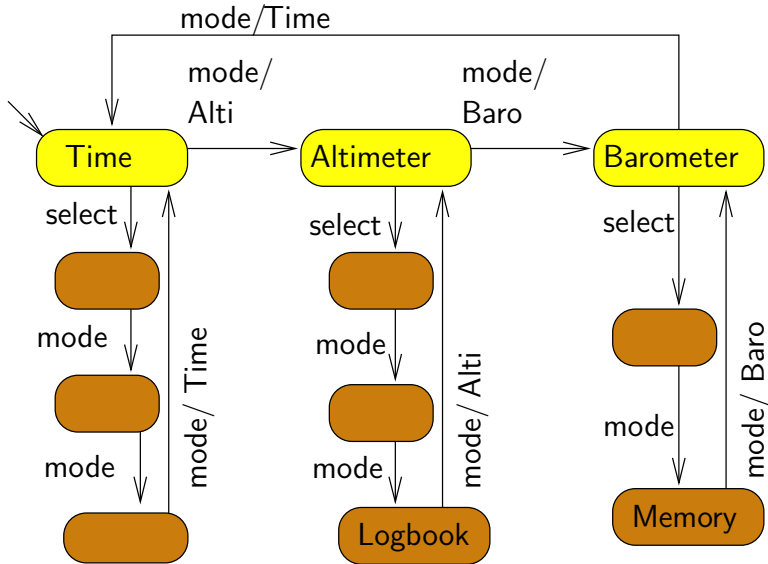 mode/Time
mode/
Alti
mode/
Baro
Time
Altimeter
Barometer
select
select
select
mode
mode
mode
mode
mode
mode/ Time
mode/ Alti
mode/ Baro
Logbook
Memory